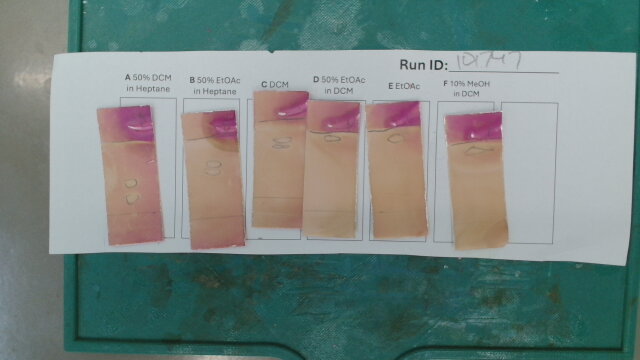 Run ID:
A 50% DCM
in Heptane
B 50% EtOAc
in Heptane
C DCM
D 50% EtOAc
in DCM
E EtOAc
F 10% MeOH
in DCM